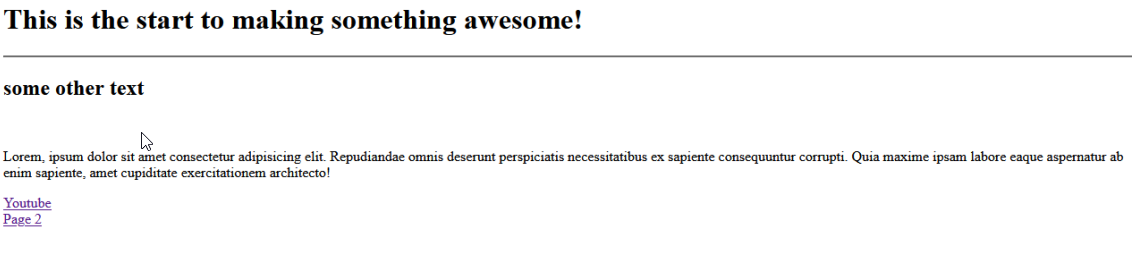 This is the start to making something awesome!
some other text
Lorem, ipsum dolor sit amet consectetur adipisicing elit. Repudiandae omnis deserunt perspiciatis necessitatibus ex sapiente consequuntur corrupti. Quia maxime ipsam labore eaque aspernatur ab
enim sapiente, amet cupiditate exercitationem architecto!
Youtube
Page 2